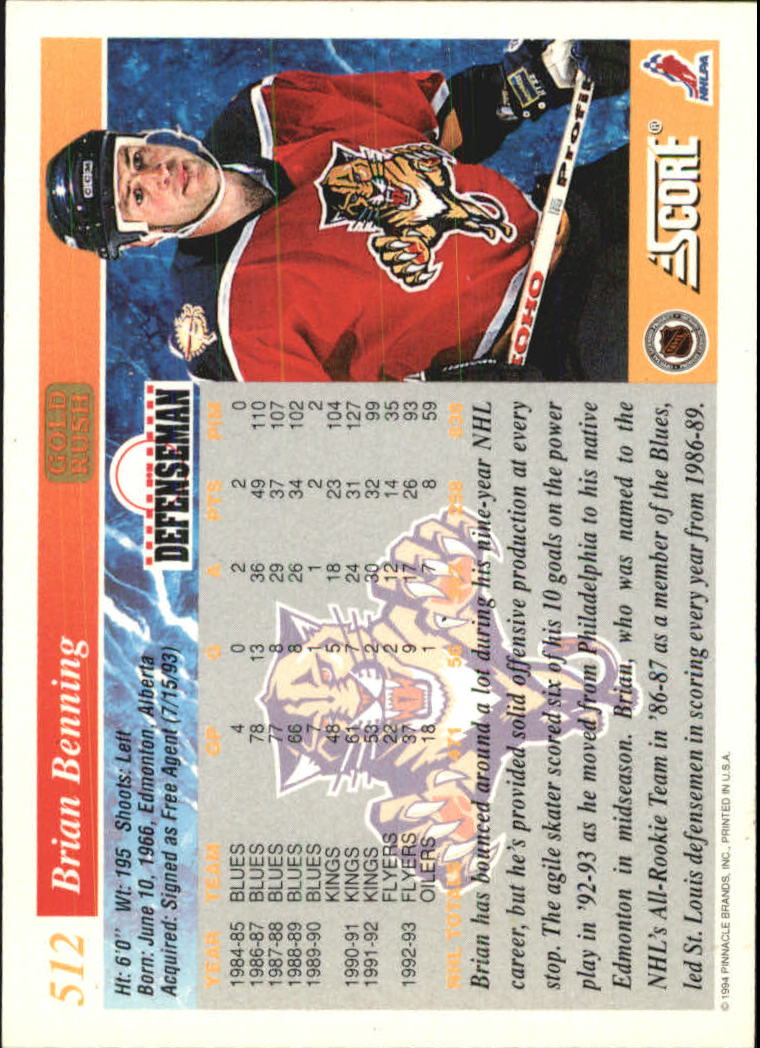 512 Brian Benning GOLD RUSH
Ht: 6'0" Wt: 195 Shoots: Left
Born: June 10, 1966, Edmonton, Alberta
Acquired: Signed as Free Agent (7/15/93)
DEFENSEMAN
YEAR TEAM GP G A PTS PIM
1984-85 BLUES 4 0 2 2 0
1986-87 BLUES 78 13 36 49 110
1987-88 BLUES 77 8 29 37 107
1988-89 BLUES 66 8 26 34 102
1989-90 BLUES 7 1 1 2 2
KINGS 48 5 18 23 104
1990-91 KINGS 61 7 24 31 127
1991-92 KINGS 53 2 30 32 99
FLYERS 22 2 12 14 35
1992-93 FLYERS 37 9 17 26 93
OILERS 18 1 7 8 59
NHL TOTALS 471 56 258 838
Brian has bounced around a lot during his nine-year NHL
career, but he's provided solid offensive production at every
stop. The agile skater scored six of his 10 goals on the power
play in '92-93 as he moved from Philadelphia to his native
Edmonton in midseason. Brian, who was named to the
NHL's All-Rookie Team in '86-87 as a member of the Blues,
led St. Louis defensemen in scoring every year from 1986-89.
© 1994 PINNACLE BRANDS, INC., PRINTED IN U.S.A.
CCM
KOHO
NHL
SCORE®
NHLPA